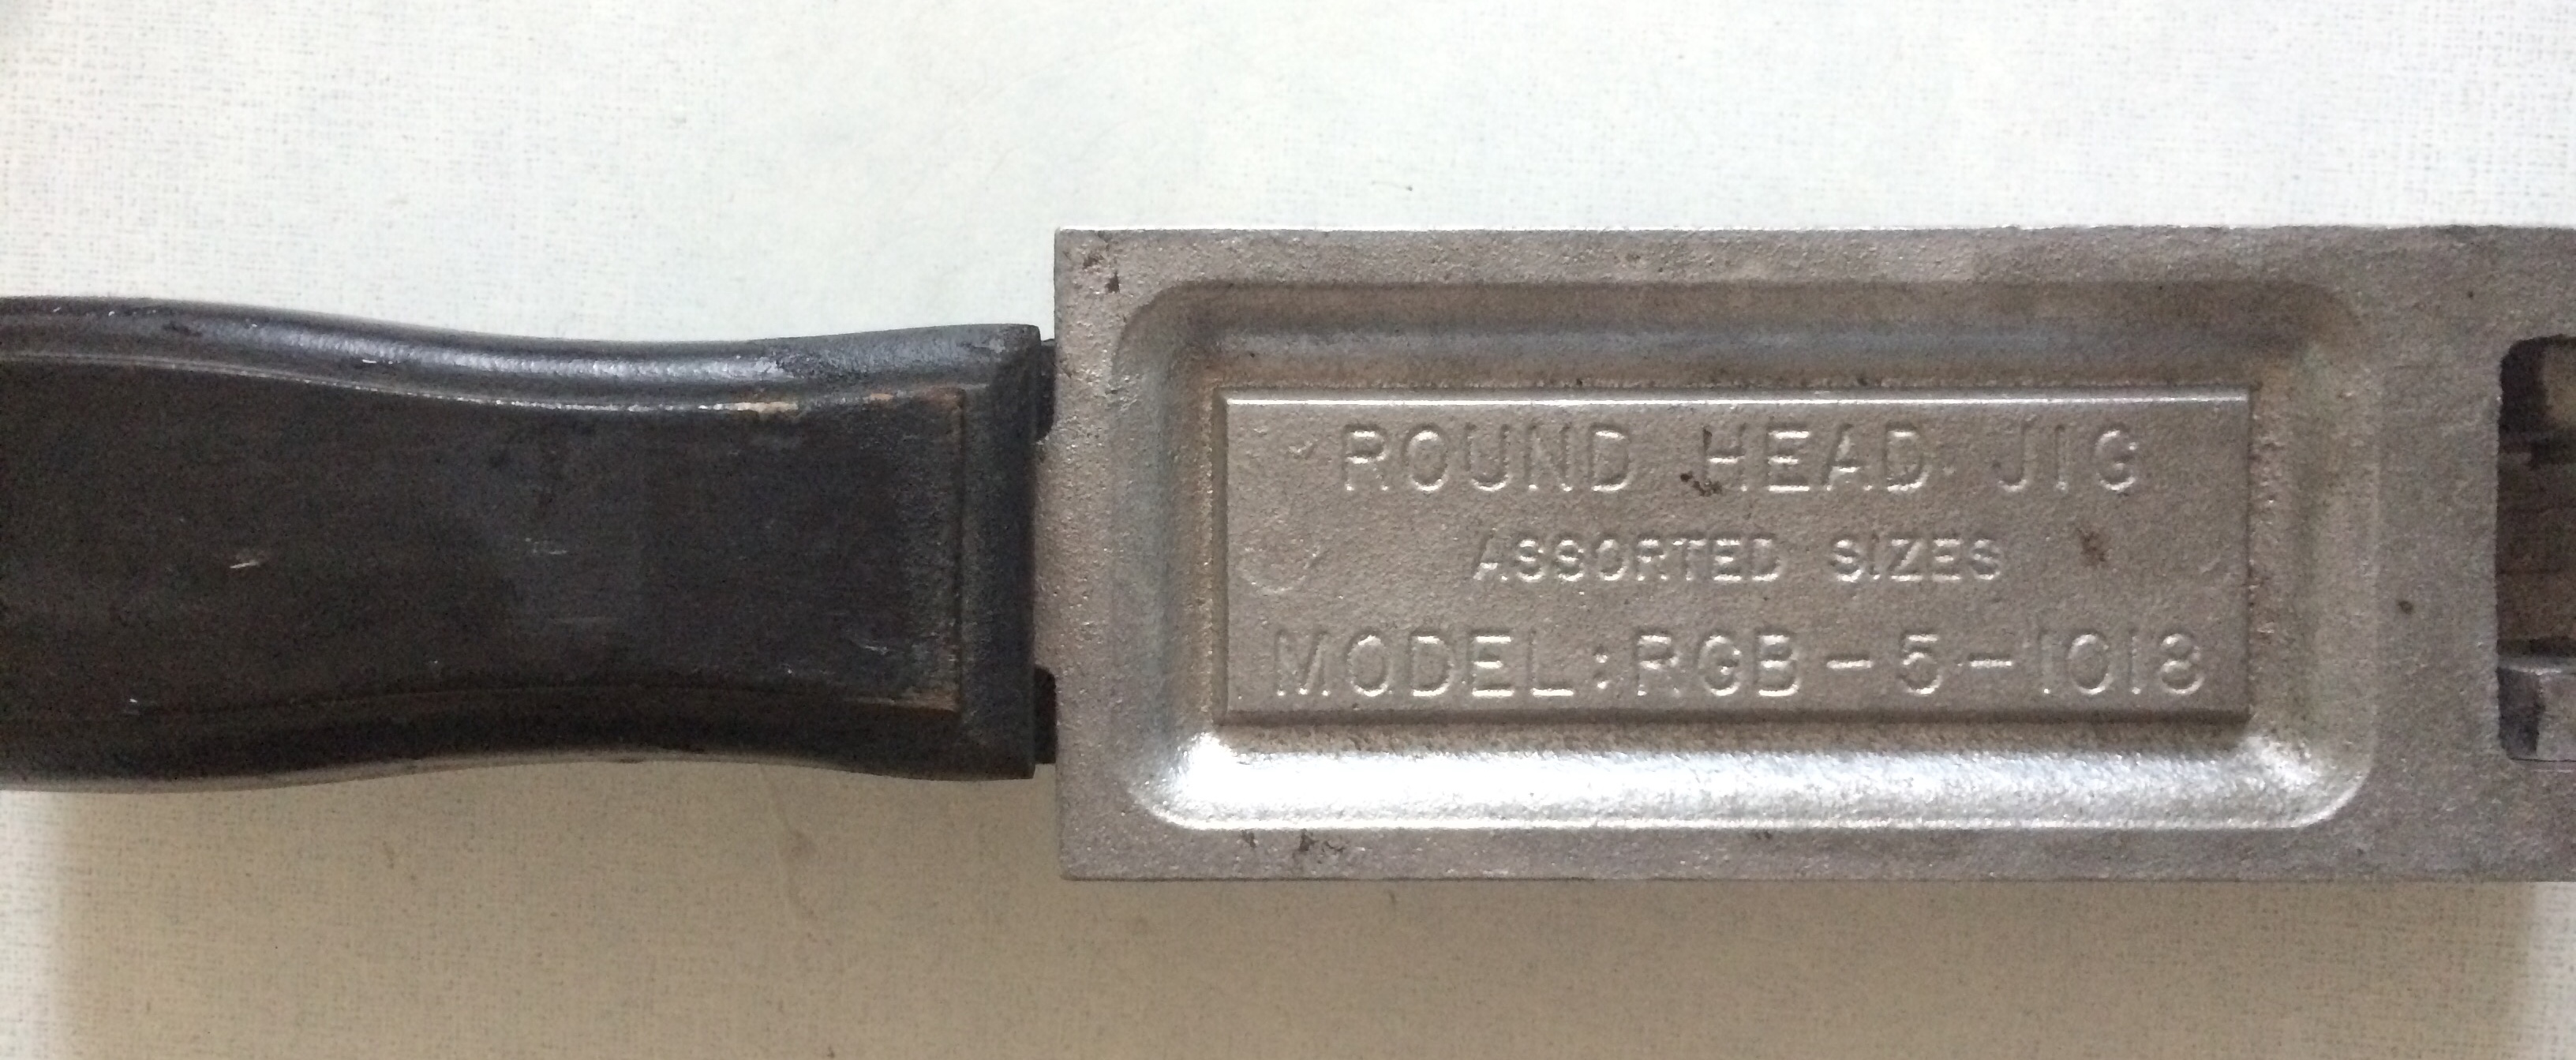 ROUND HEAD JIG
ASSORTED SIZES
MODEL:RGB-5-1018